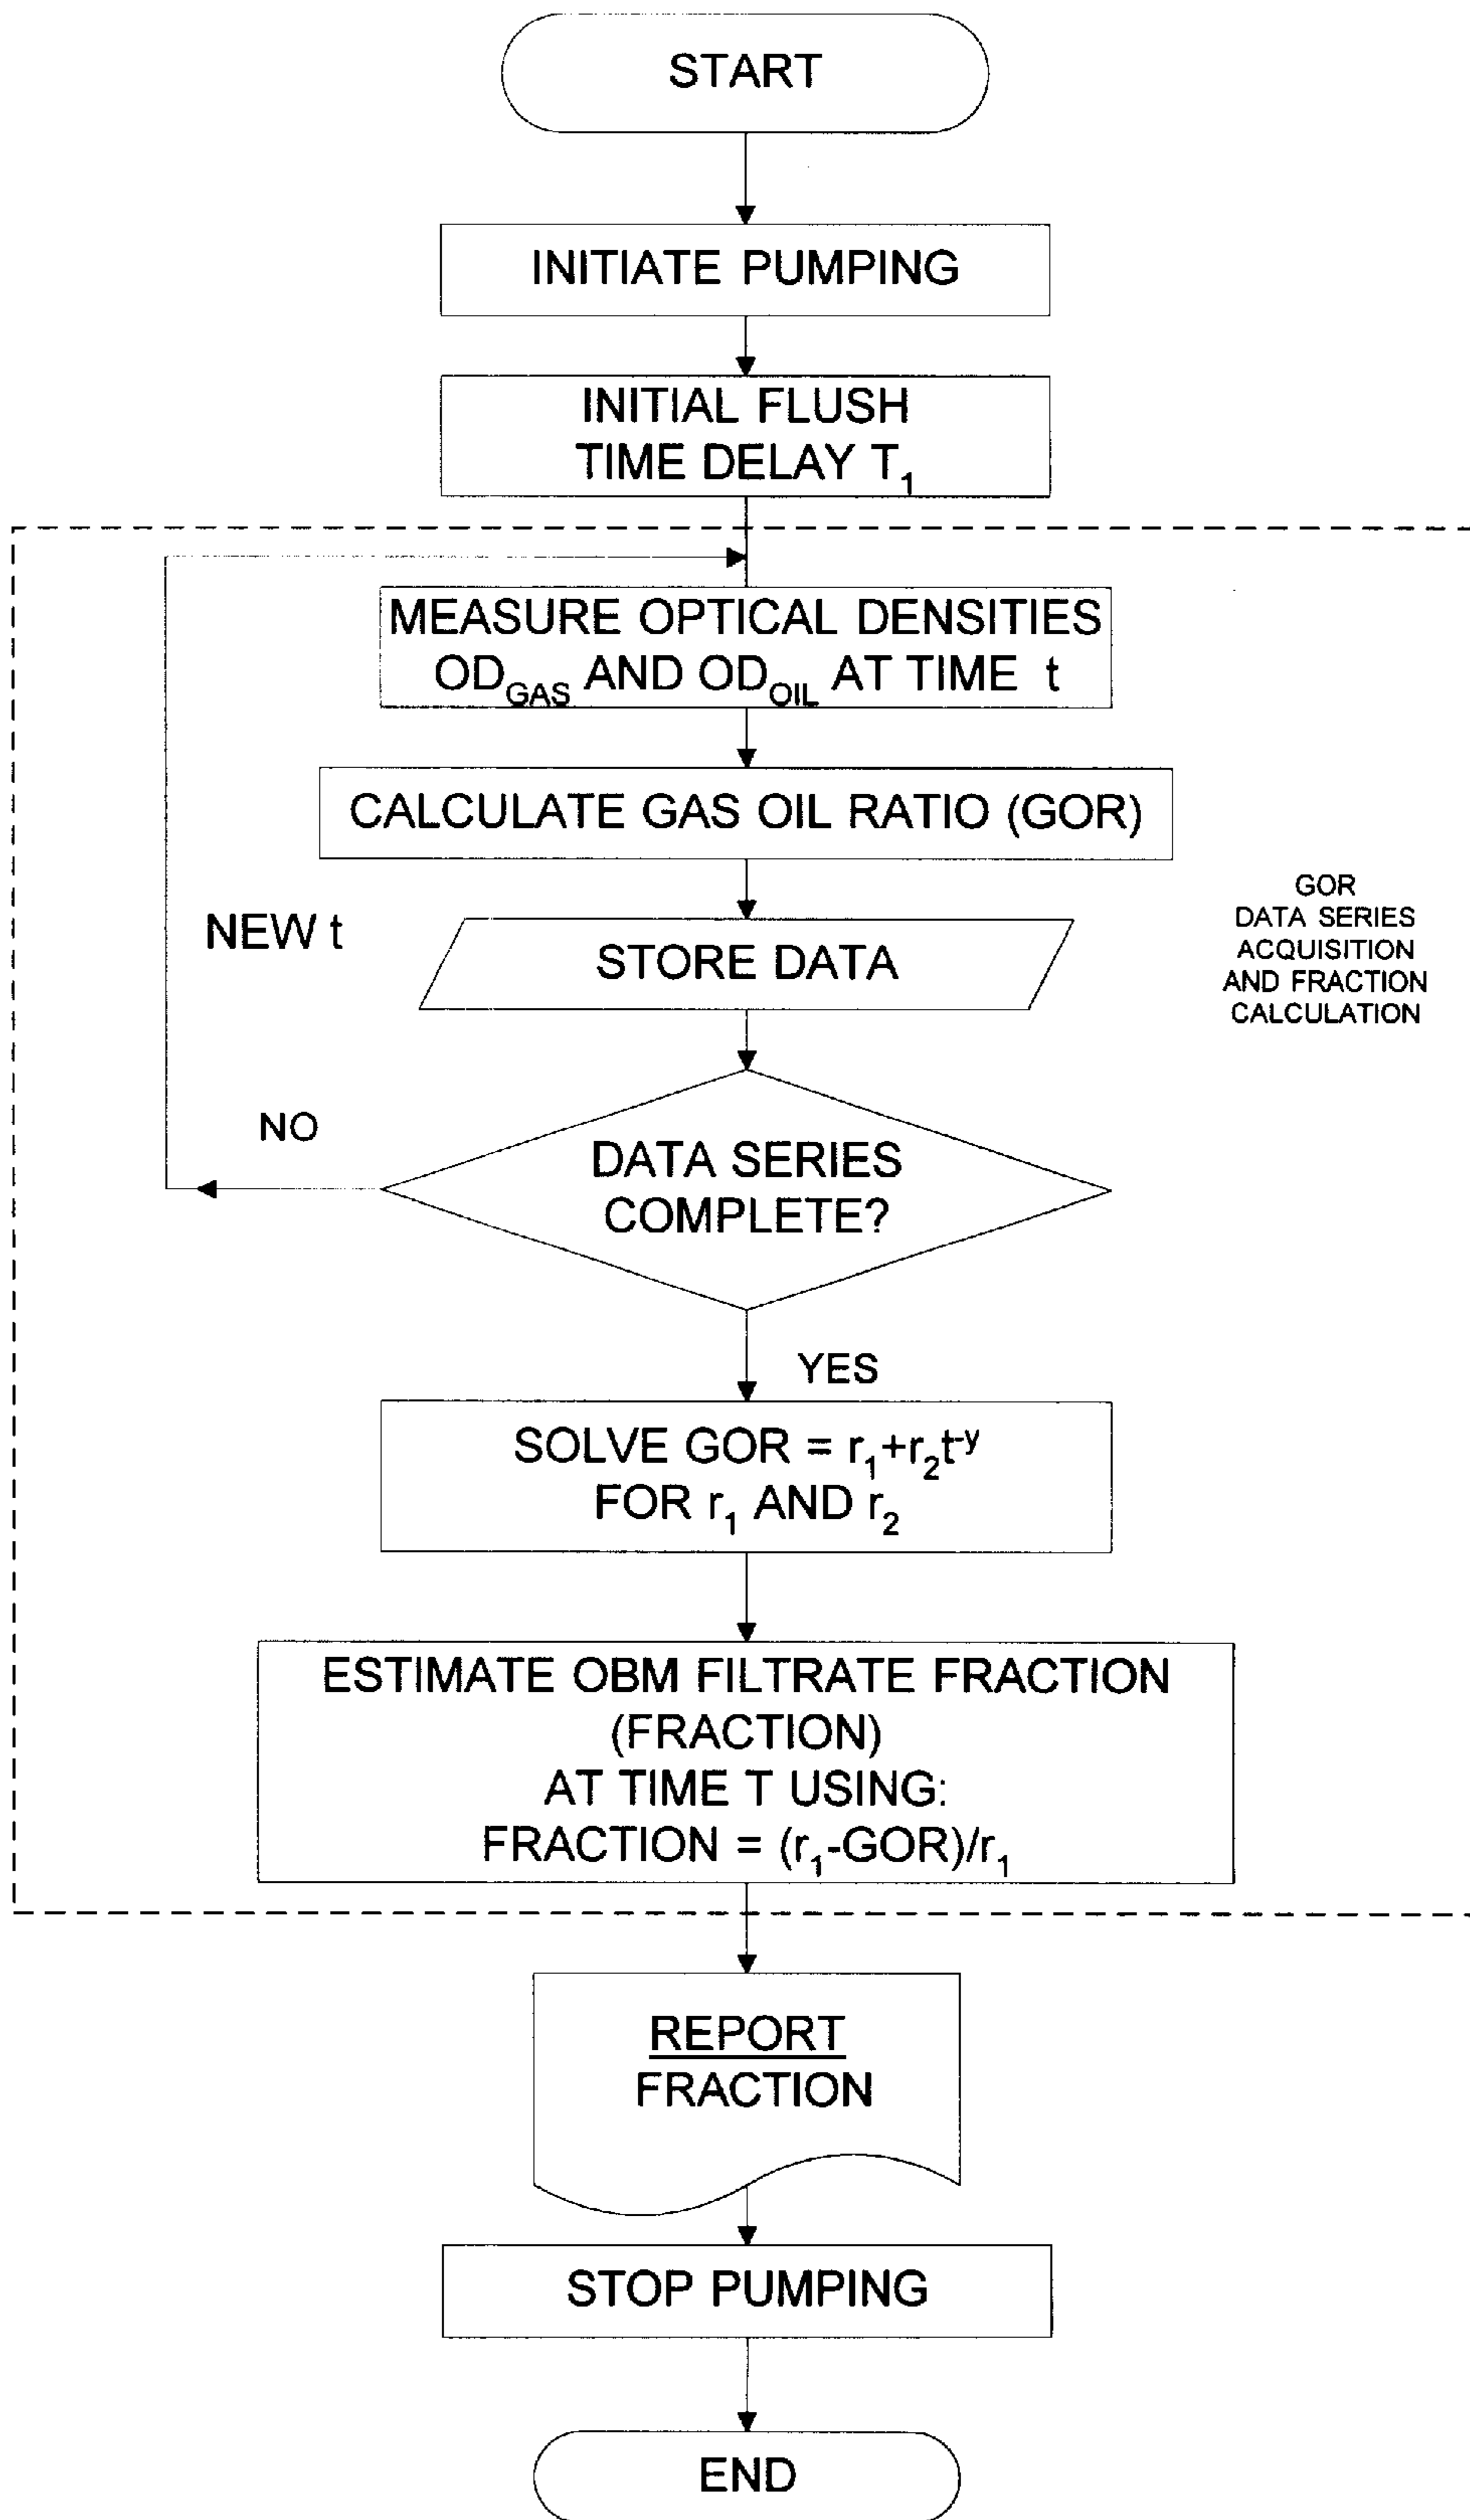 START
INITIATE PUMPING
INITIAL FLUSH
TIME DELAY T₁
MEASURE OPTICAL DENSITIES
OD_GAS AND OD_OIL AT TIME t
CALCULATE GAS OIL RATIO (GOR)
GOR
DATA SERIES
ACQUISITION
AND FRACTION
CALCULATION
NEW t
STORE DATA
NO
DATA SERIES
COMPLETE?
YES
SOLVE GOR = r₁+r₂t^-y
FOR r₁ AND r₂
ESTIMATE OBM FILTRATE FRACTION
(FRACTION)
AT TIME T USING:
FRACTION = (r₁-GOR)/r₁
REPORT
FRACTION
STOP PUMPING
END